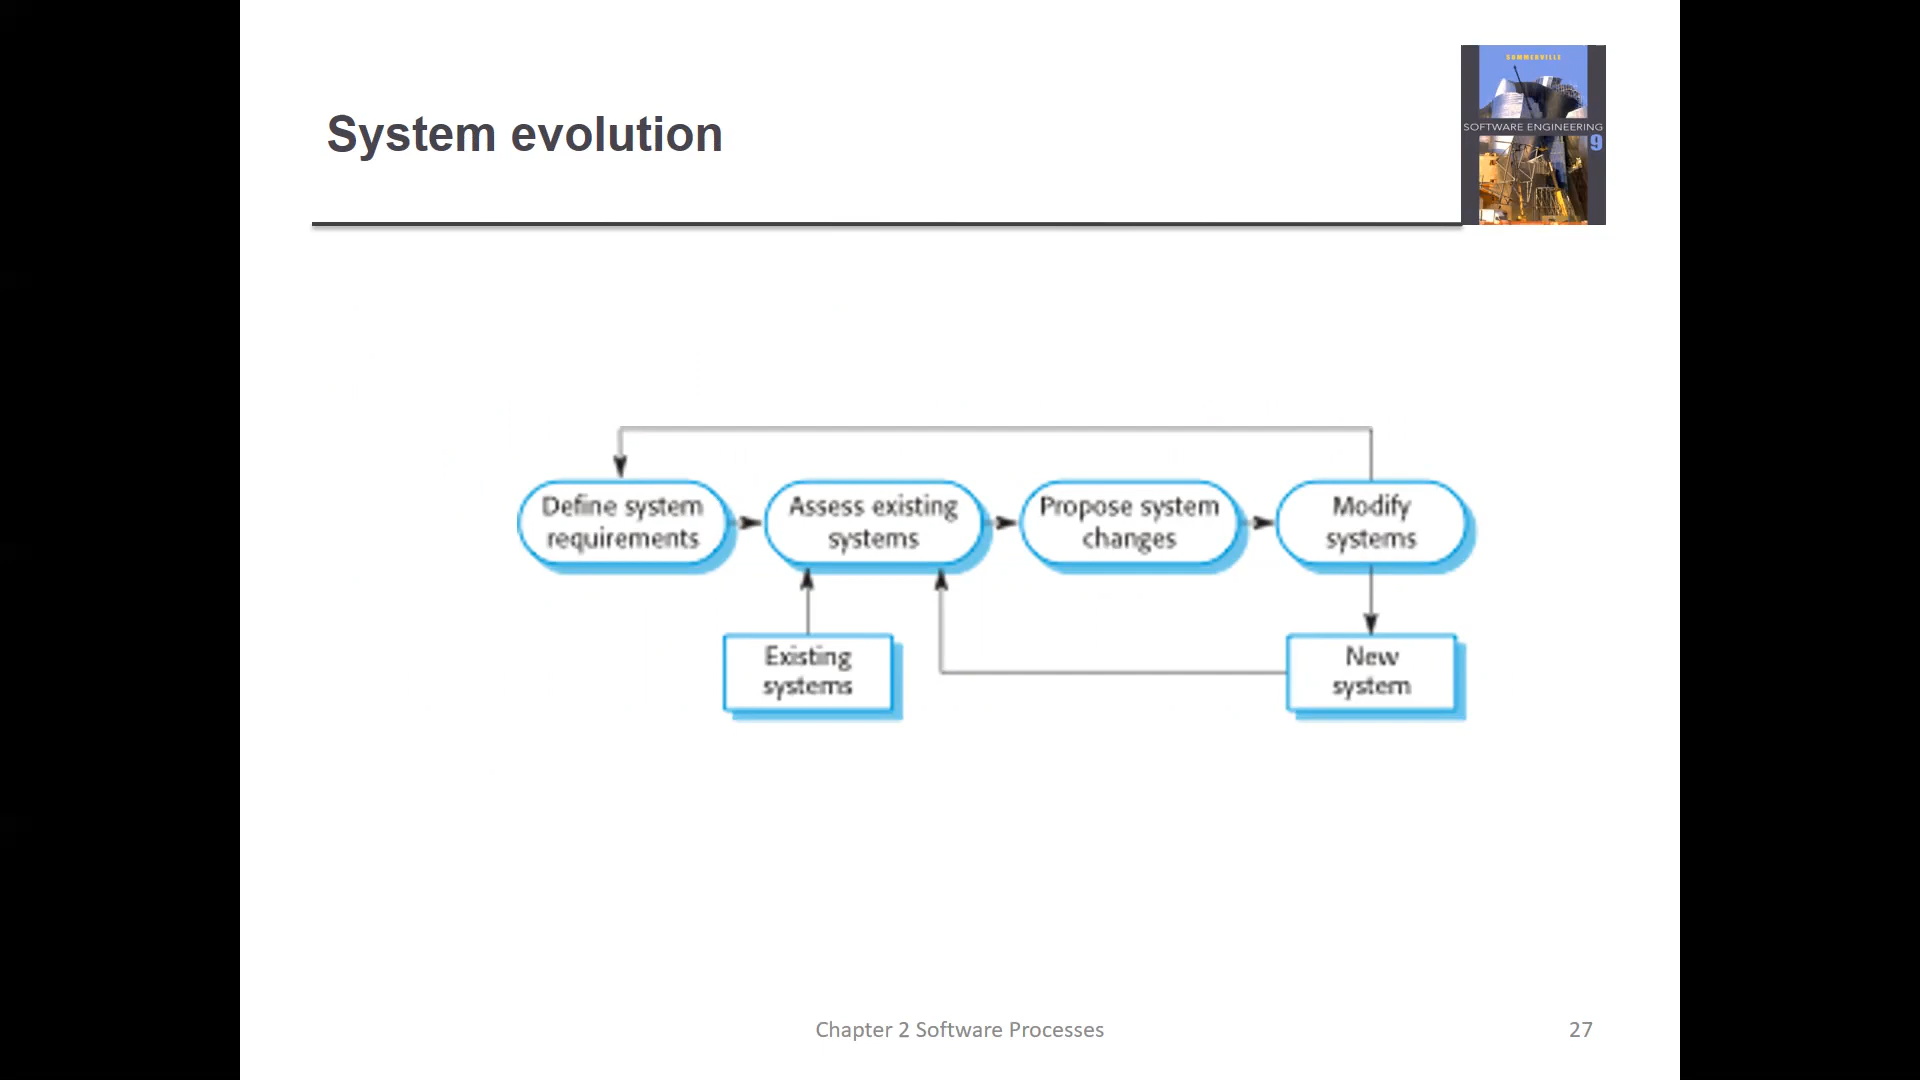 SOMMERVILLE
System evolution
SOFTWARE ENGINEERING
9
Define system
requirements
Assess existing
systems
Propose system
changes
Modify
systems
Existing
systems
New
system
Chapter 2 Software Processes
27